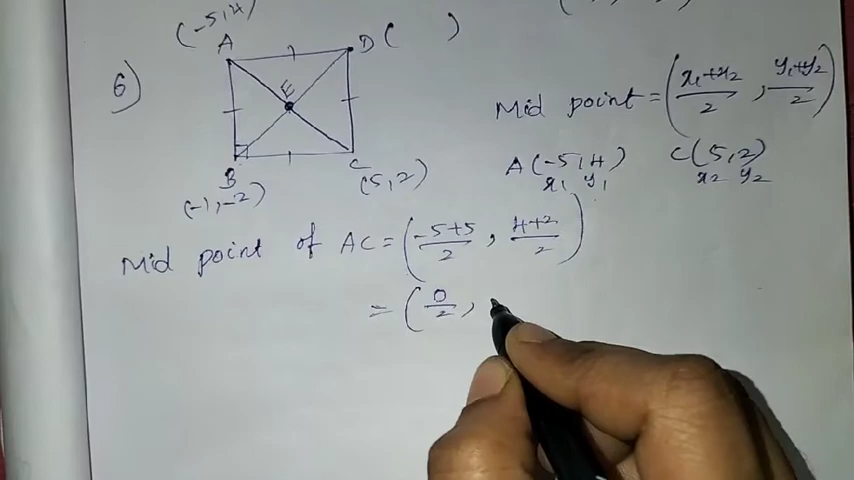 (-5,4)
A
D ( )
6)
E
Mid point = (x₁+x₂/2 , y₁+y₂/2)
B
C
A(-5,4) C(5,2)
x₁ y₁ x₂ y₂
(-1,-2)
(5,2)
Mid point of AC = (-5+5/2 , 4+2/2)
= (0/2 ,